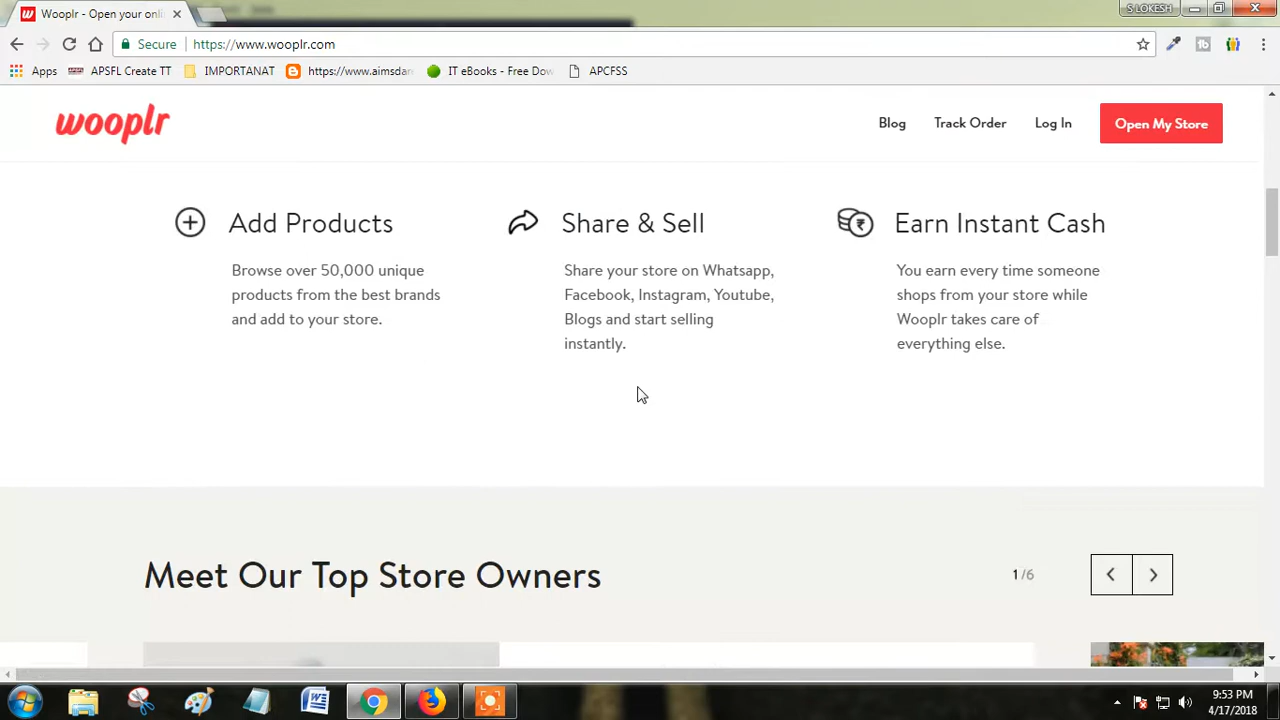 Wooplr - Open your onli
S LOKESH
Secure https://www.wooplr.com
Apps APSFL Create TT IMPORTANAT https://www.aimsdar IT eBooks - Free Dow APCFSS
wooplr
Blog Track Order Log In Open My Store
Add Products
Browse over 50,000 unique
products from the best brands
and add to your store.
Share & Sell
Share your store on Whatsapp,
Facebook, Instagram, Youtube,
Blogs and start selling
instantly.
Earn Instant Cash
You earn every time someone
shops from your store while
Wooplr takes care of
everything else.
Meet Our Top Store Owners
1/6
9:53 PM
4/17/2018